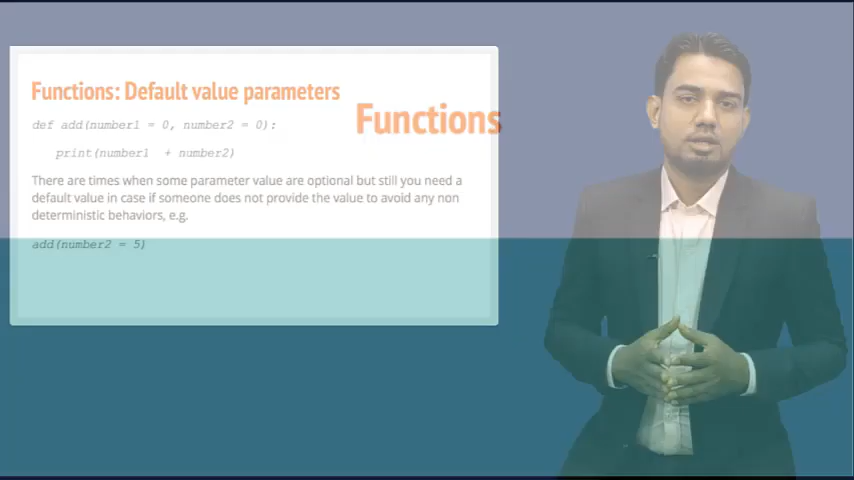 Functions: Default value parameters
Functions
def add(number1 = 0, number2 = 0):
print(number1 + number2)
There are times when some parameter value are optional but still you need a
default value in case if someone does not provide the value to avoid any non
deterministic behaviors, e.g.
add(number2 = 5)